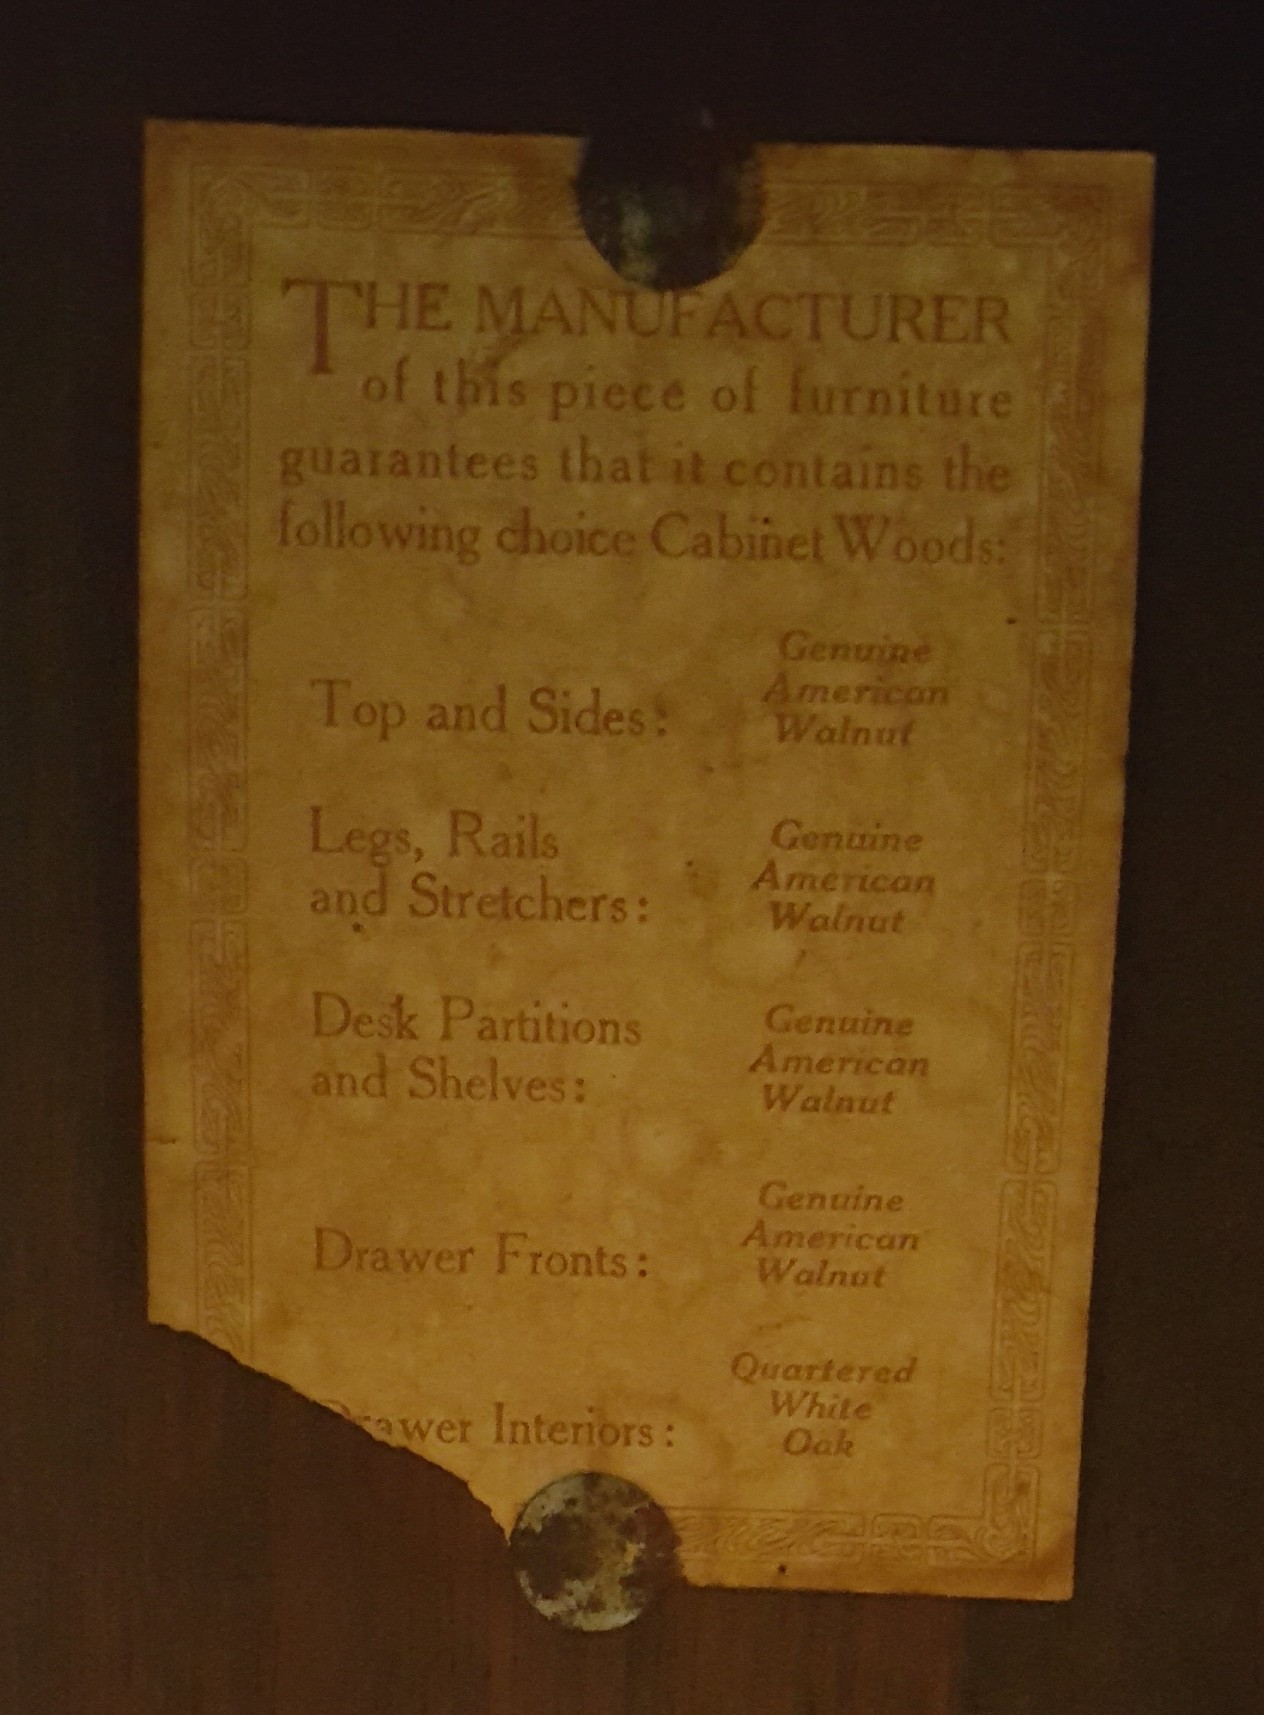 THE MANUFACTURER
of this piece of furniture
guarantees that it contains the
following choice Cabinet Woods:
Top and Sides: Genuine American Walnut
Legs, Rails and Stretchers: Genuine American Walnut
Desk Partitions and Shelves: Genuine American Walnut
Drawer Fronts: Genuine American Walnut
Drawer Interiors: Quartered White Oak